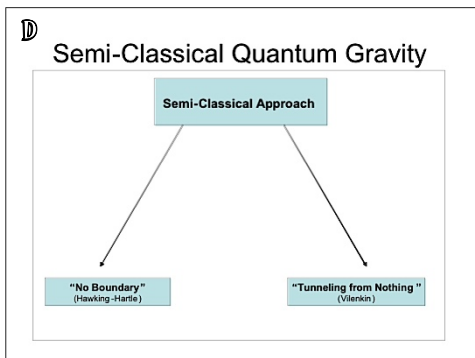 D
Semi-Classical Quantum Gravity
Semi-Classical Approach
“No Boundary”
(Hawking -Hartle )
“Tunneling from Nothing ”
(Vilenkin )